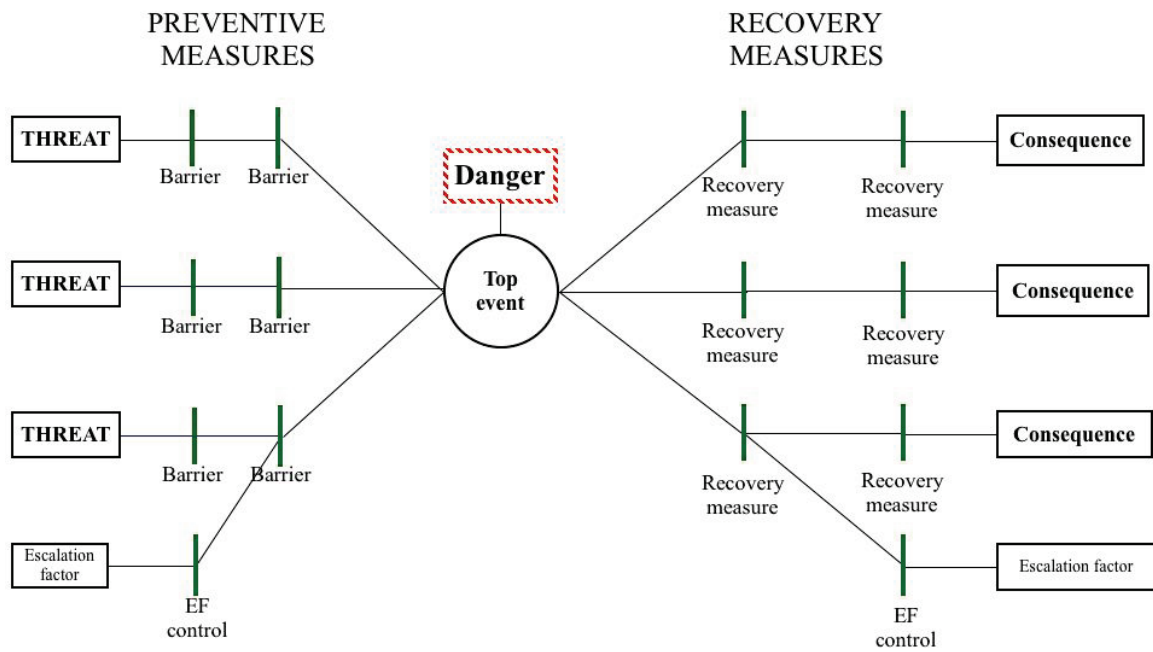 PREVENTIVE
MEASURES
RECOVERY
MEASURES
THREAT
Barrier
Barrier
Danger
Recovery
measure
Recovery
measure
Consequence
THREAT
Barrier
Barrier
Top
event
Recovery
measure
Recovery
measure
Consequence
THREAT
Barrier
Barrier
Recovery
measure
Recovery
measure
Consequence
Escalation
factor
EF
control
EF
control
Escalation factor